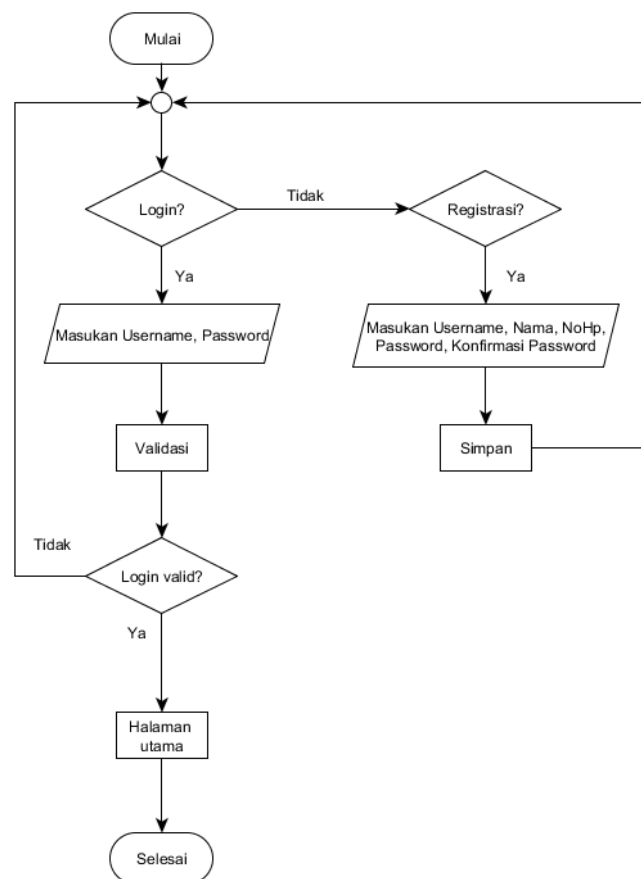 Mulai
Login?
Tidak
Registrasi?
Ya
Ya
Masukan Username, Password
Masukan Username, Nama, NoHp,
Password, Konfirmasi Password
Validasi
Simpan
Tidak
Login valid?
Ya
Halaman
utama
Selesai